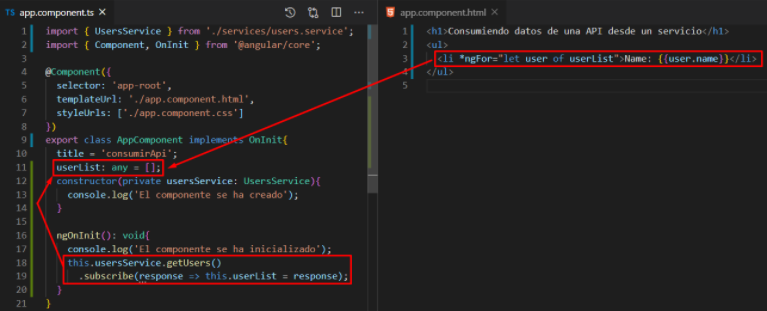 app.component.ts
1 import { UsersService } from './services/users.service';
2 import { Component, OnInit } from '@angular/core';
3
4 @Component({
5 selector: 'app-root',
6 templateUrl: './app.component.html',
7 styleUrls: ['./app.component.css']
8 })
9 export class AppComponent implements OnInit{
10 title = 'consumirApi';
11 userList: any = [];
12 constructor(private usersService: UsersService){
13 console.log('El componente se ha creado');
14 }
15
16 ngOnInit(): void{
17 console.log('El componente se ha inicializado');
18 this.usersService.getUsers()
19 .subscribe(response => this.userList = response);
20 }
21 }
app.component.html
1 <h1>Consumiendo datos de una API desde un servicio</h1>
2 <ul>
3 <li *ngFor="let user of userList">Name: {{user.name}}</li>
4 </ul>
5